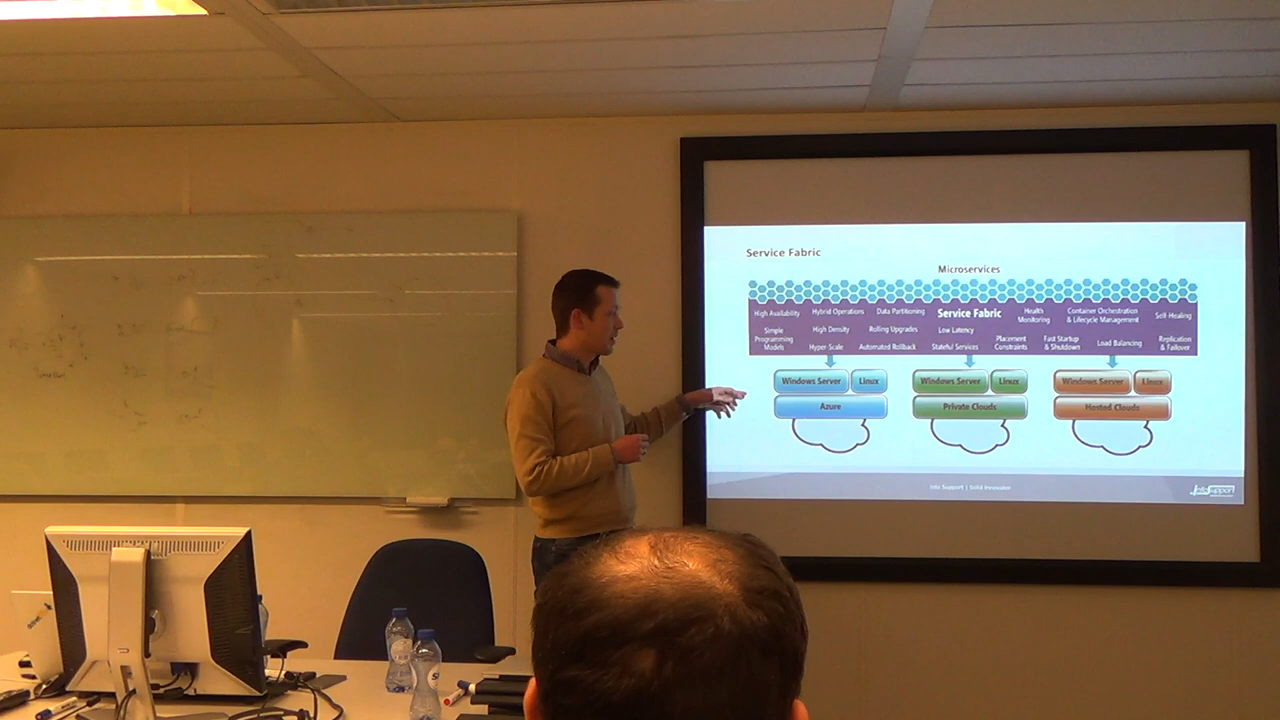 Service Fabric
Microservices
High Availability Hybrid Operations Data Partitioning Service Fabric Health Monitoring Container Orchestration & Lifecycle Management Self-Healing
Simple Programming Models High Density Rolling Upgrades Low Latency
Hyper-Scale Automated Rollback Stateful Services Placement Constraints Fast Startup & Shutdown Load Balancing Replication & Failover
Windows Server Linux Windows Server Linux Windows Server Linux
Azure Private Clouds Hosted Clouds
Info Support | Solid Innovator